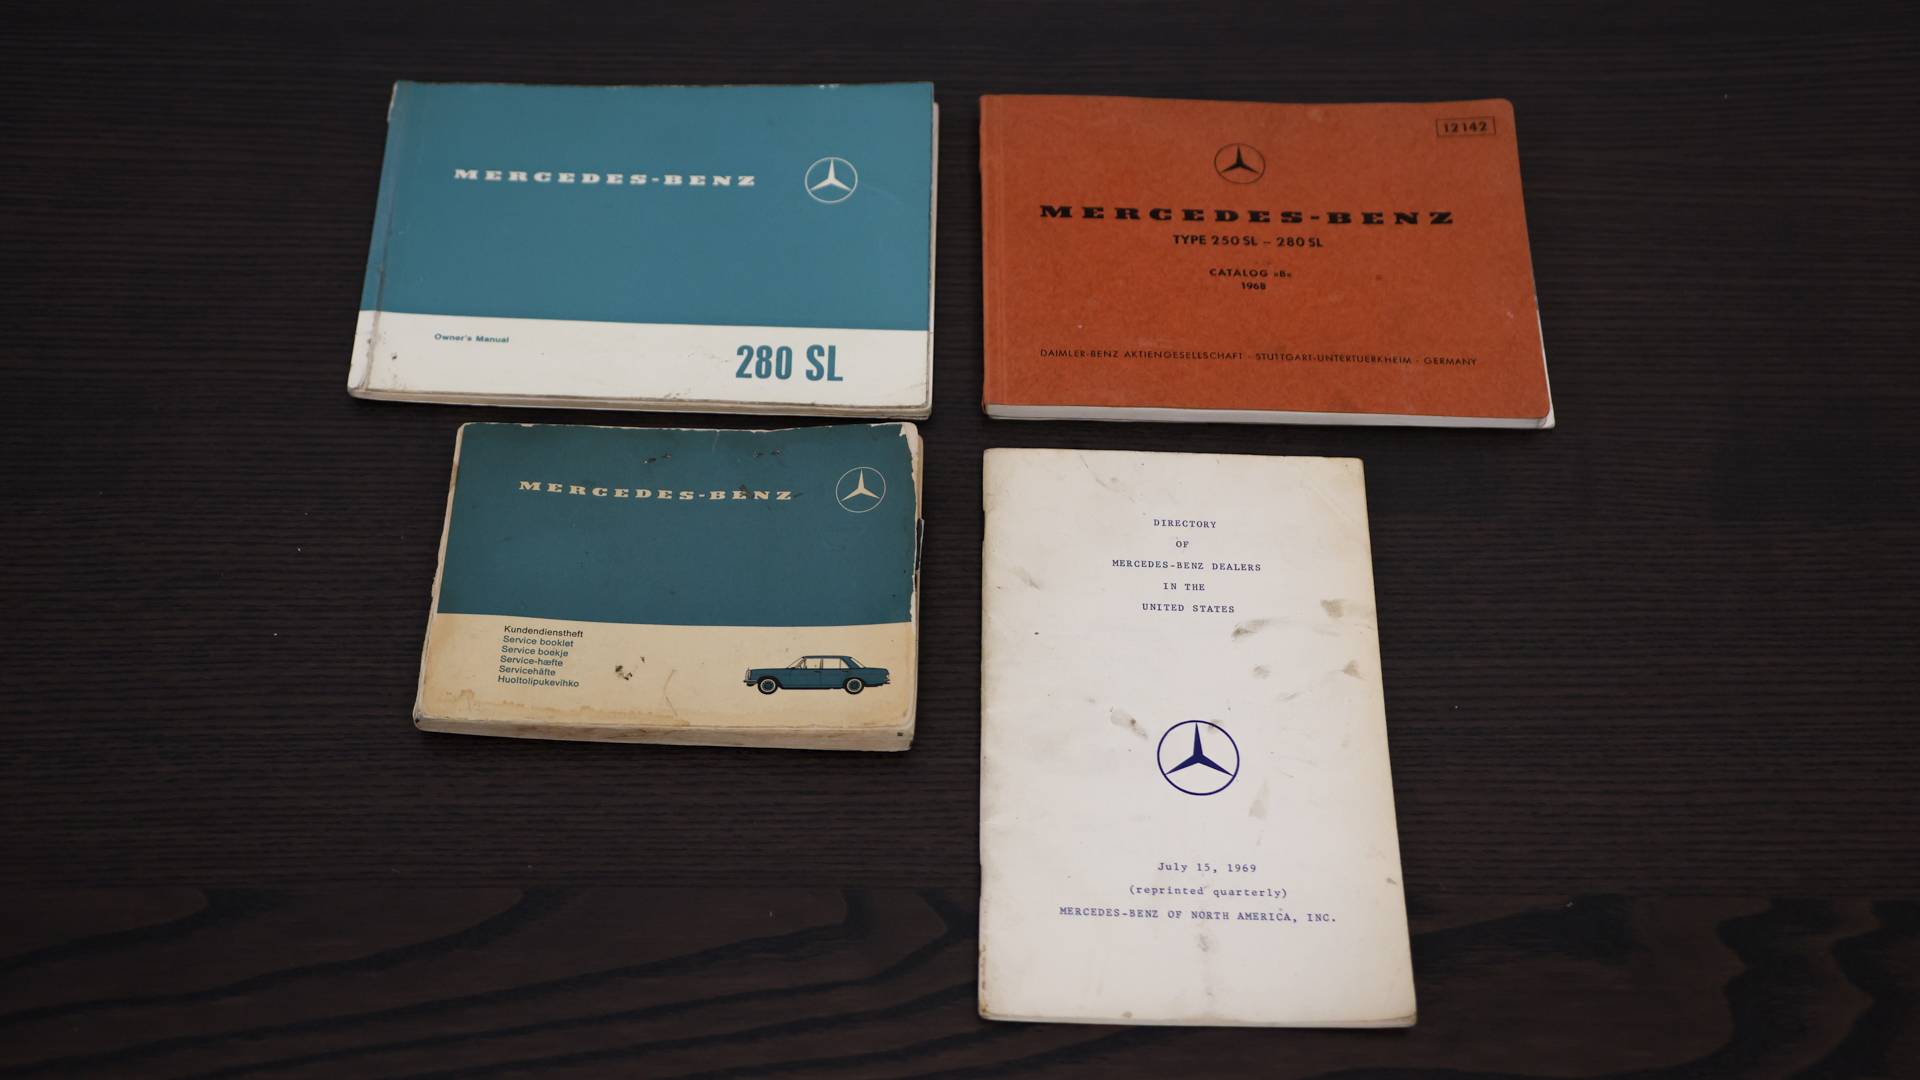 MERCEDES-BENZ
Owner's Manual
280 SL
12142
MERCEDES-BENZ
TYPE 250 SL – 280 SL
CATALOG »B«
1968
DAIMLER-BENZ AKTIENGESELLSCHAFT · STUTTGART-UNTERTUERKHEIM · GERMANY
MERCEDES-BENZ
Kundendienstheft
Service booklet
Service boekje
Service-hæfte
Servicehäfte
Huoltolipukevihko
DIRECTORY
OF
MERCEDES-BENZ DEALERS
IN THE
UNITED STATES
July 15, 1969
(reprinted quarterly)
MERCEDES-BENZ OF NORTH AMERICA, INC.